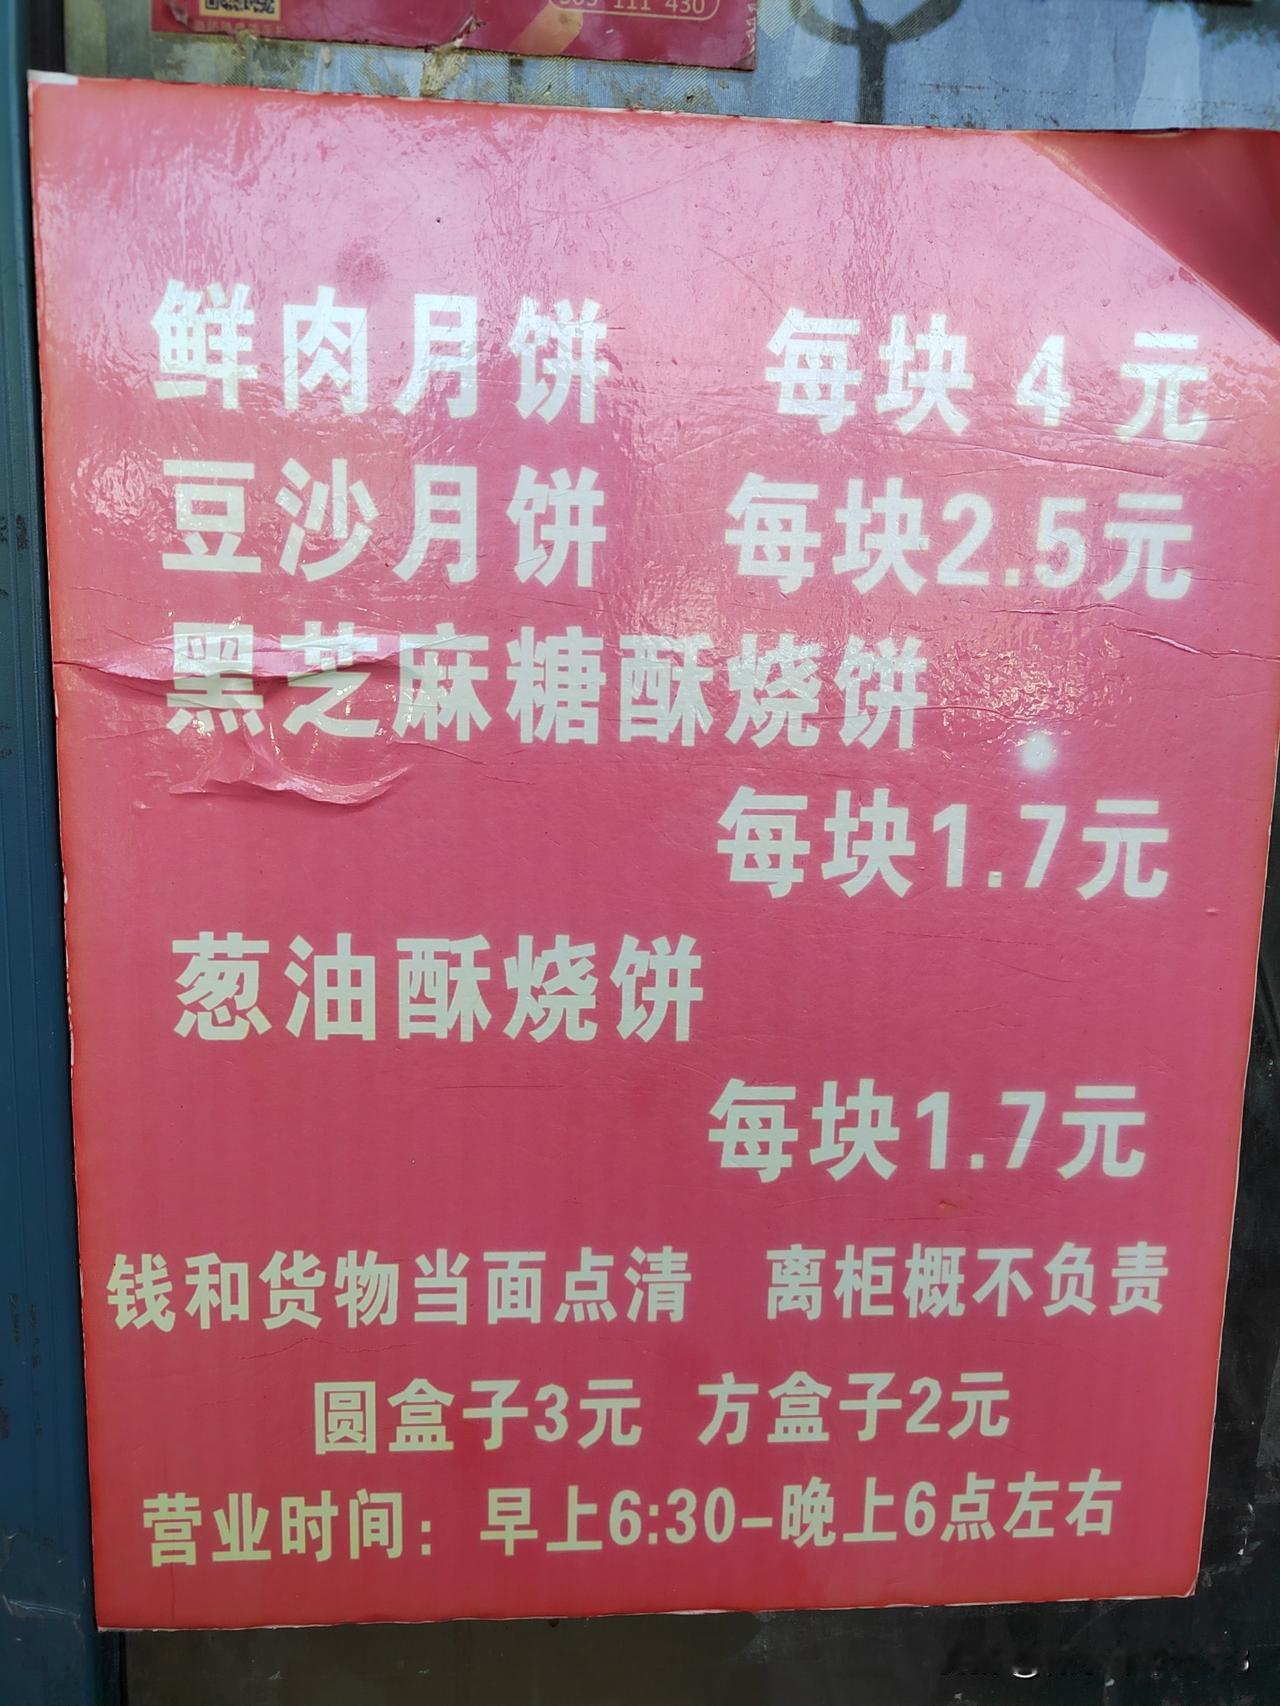 505 111 430
鲜肉月饼 每块4元
豆沙月饼 每块2.5元
黑芝麻糖酥烧饼
每块1.7元
葱油酥烧饼
每块1.7元
钱和货物当面点清 离柜概不负责
圆盒子3元 方盒子2元
营业时间：早上6:30-晚上6点左右